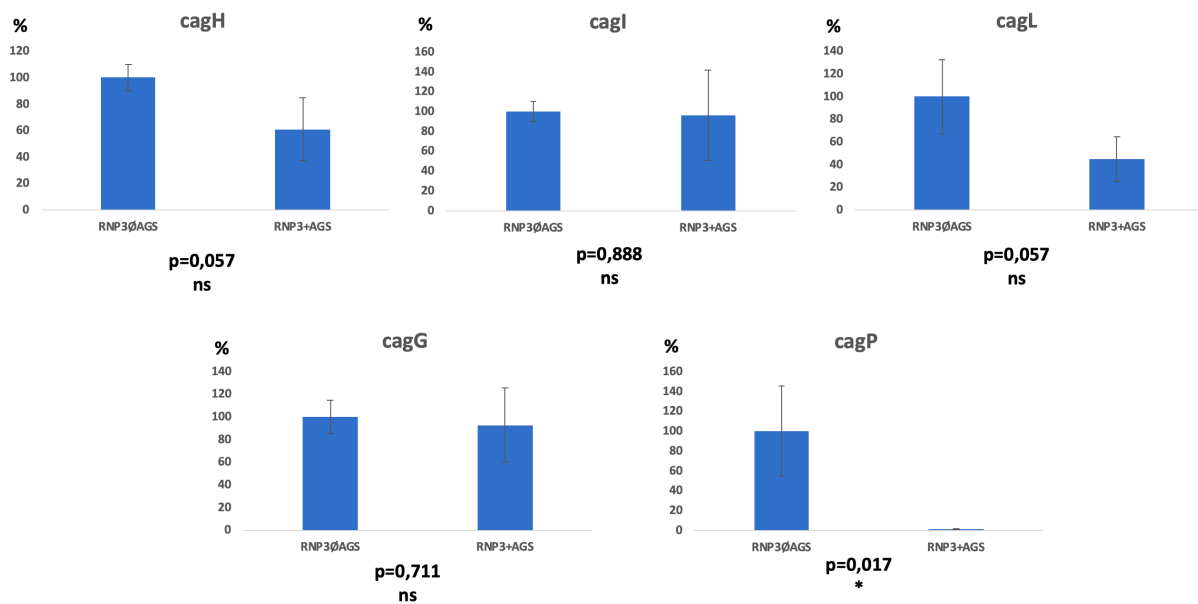 cagH
%
120
100
80
60
40
20
0
RNP3ØAGS
RNP3+AGS
p=0,057
ns
cagI
%
160
140
120
100
80
60
40
20
0
RNP3ØAGS
RNP3+AGS
p=0,888
ns
cagL
%
140
120
100
80
60
40
20
0
RNP3ØAGS
RNP3+AGS
p=0,057
ns
cagG
%
140
120
100
80
60
40
20
0
RNP3ØAGS
RNP3+AGS
p=0,711
ns
cagP
%
160
140
120
100
80
60
40
20
0
RNP3ØAGS
RNP3+AGS
p=0,017
*